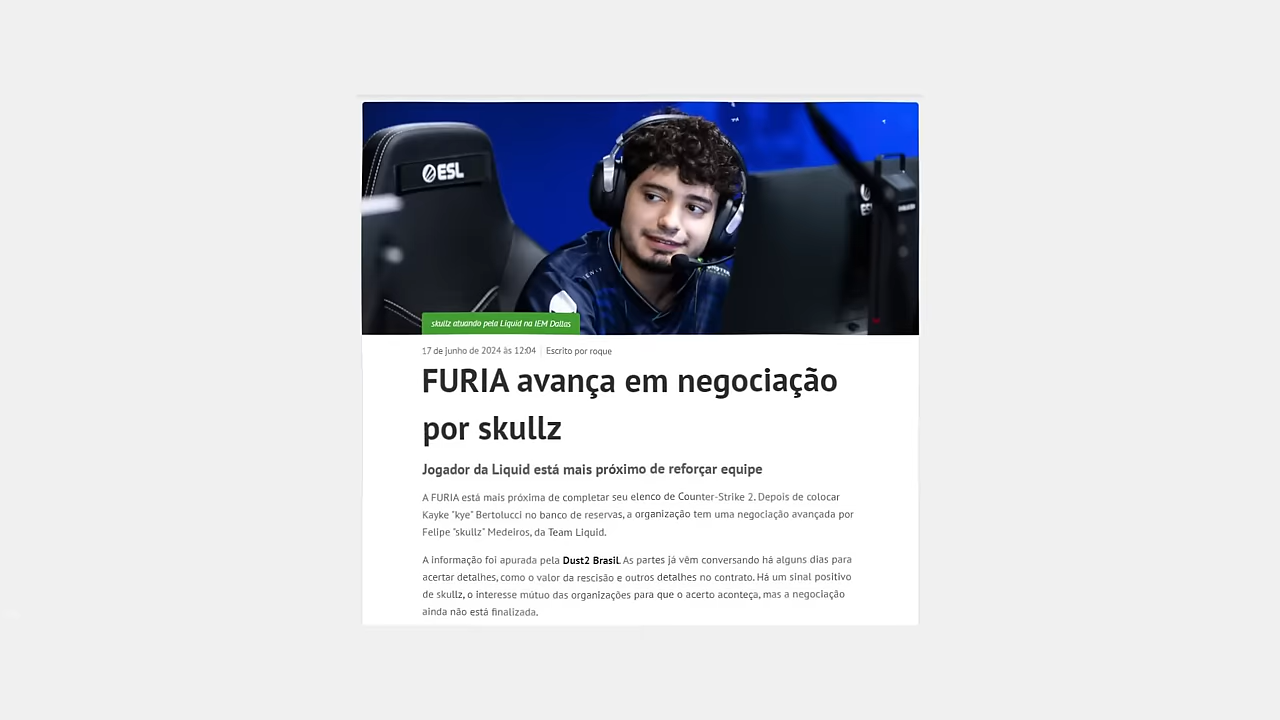 ESL
skullz atuando pela Liquid na IEM Dallas
17 de junho de 2024 às 12:04 | Escrito por roque
FURIA avança em negociação
por skullz
Jogador da Liquid está mais próximo de reforçar equipe
A FURIA está mais próxima de completar seu elenco de Counter-Strike 2. Depois de colocar
Kayke "kye" Bertolucci no banco de reservas, a organização tem uma negociação avançada por
Felipe "skullz" Medeiros, da Team Liquid.
A informação foi apurada pela Dust2 Brasil. As partes já vêm conversando há alguns dias para
acertar detalhes, como o valor da rescisão e outros detalhes no contrato. Há um sinal positivo
de skullz, o interesse mútuo das organizações para que o acerto aconteça, mas a negociação
ainda não está finalizada.